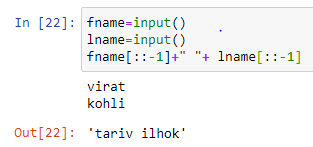 In [22]: fname=input()
lname=input()
fname[::-1]+" "+ lname[::-1]
virat
kohli
Out[22]: 'tariv ilhok'